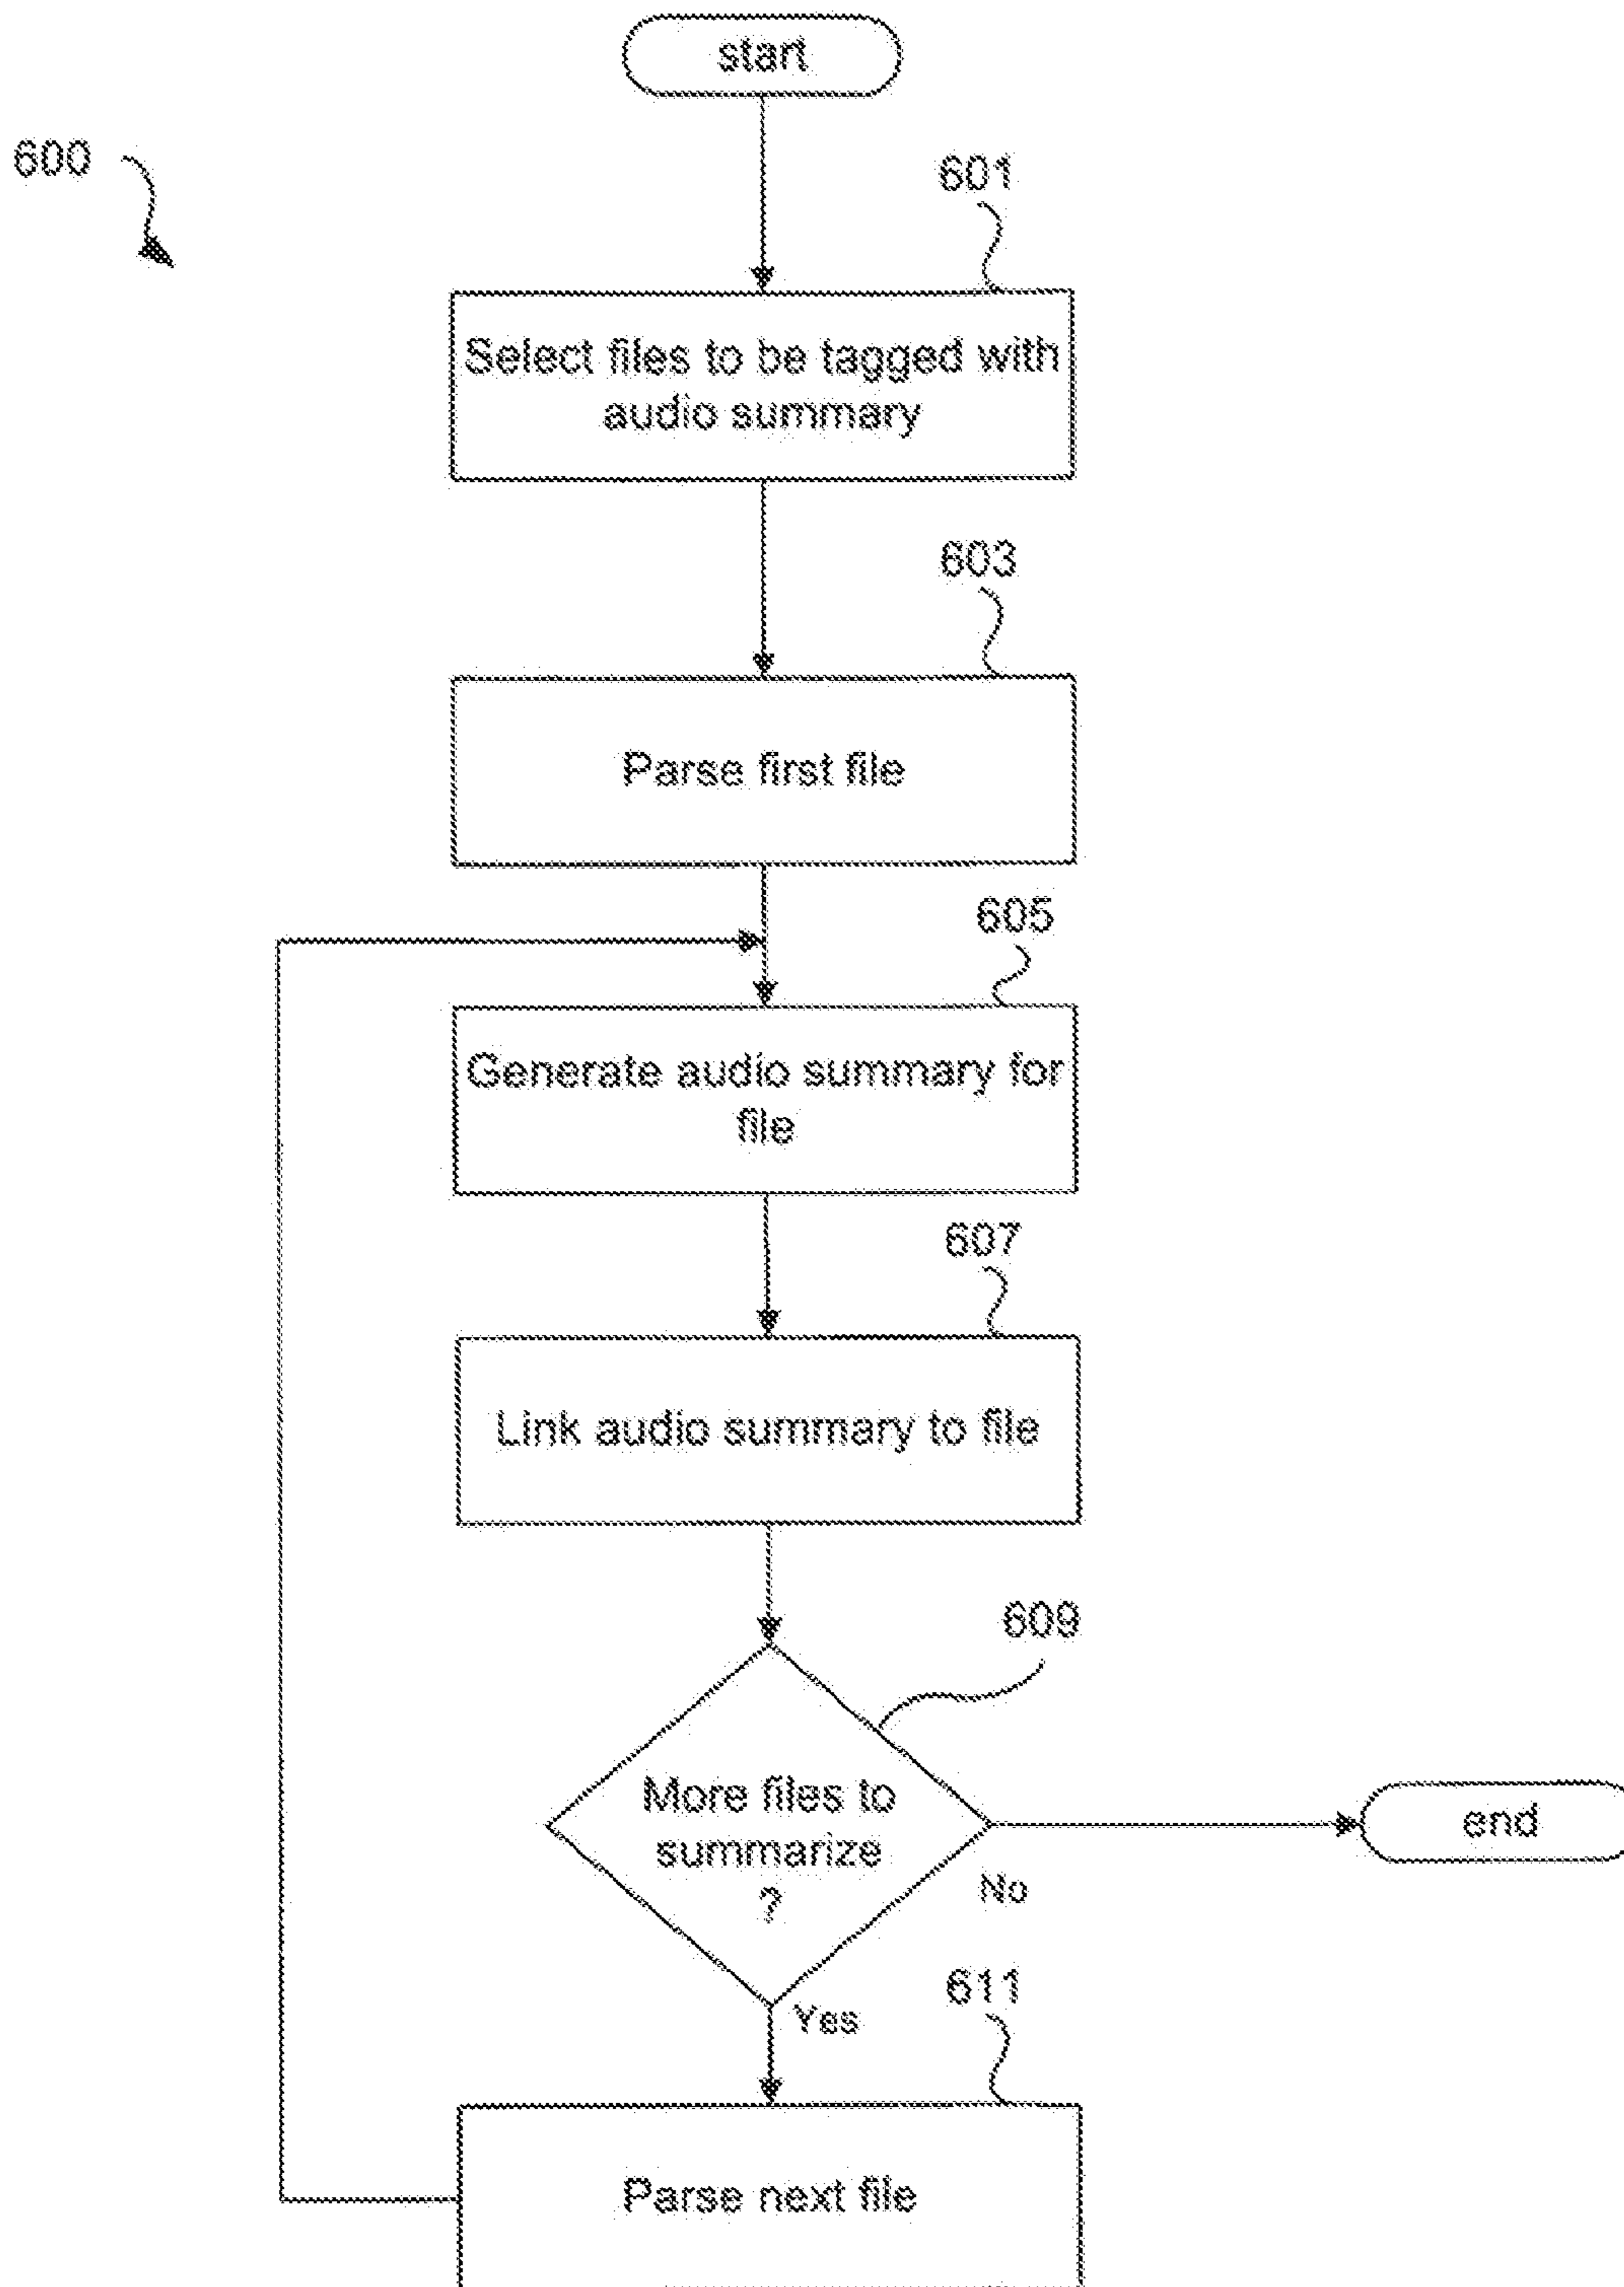 start
600
601
Select files to be tagged with
audio summary
603
Parse first file
605
Generate audio summary for
file
607
Link audio summary to file
609
More files to
summarize
?
end
No
Yes
611
Parse next file